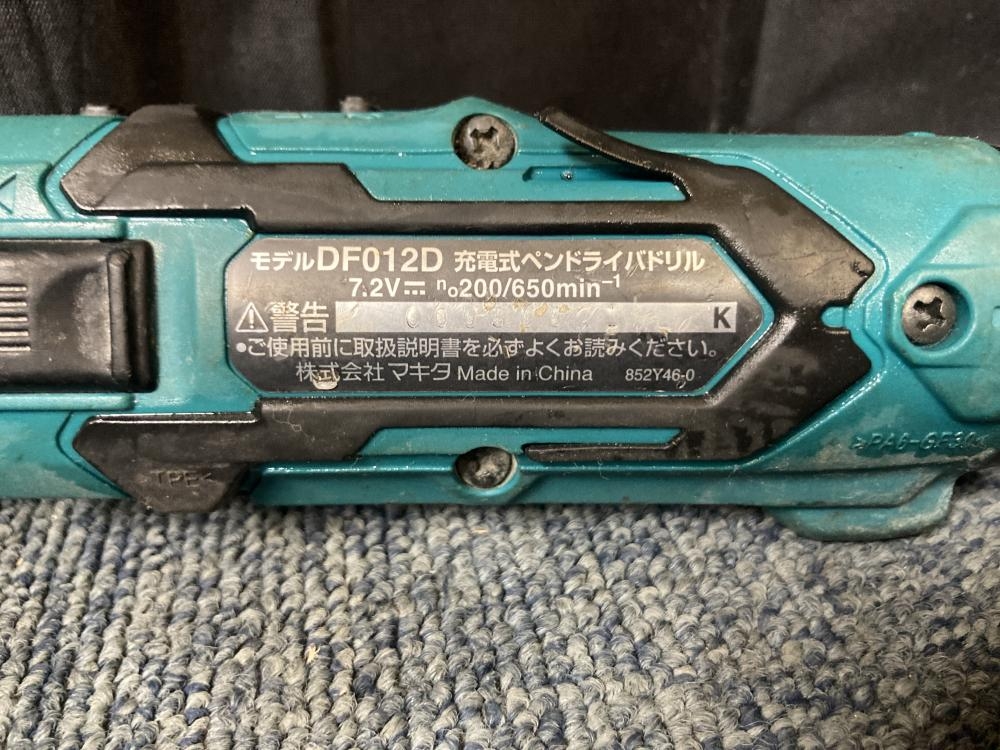 モデルDF012D 充電式ペンドライバドリル
7.2V⎓ n₀200/650min⁻¹
⚠警告 K
•ご使用前に取扱説明書を必ずよくお読みください。
株式会社 マキタ Made in China 852Y46-0
>PA6-GF30<
TPE<